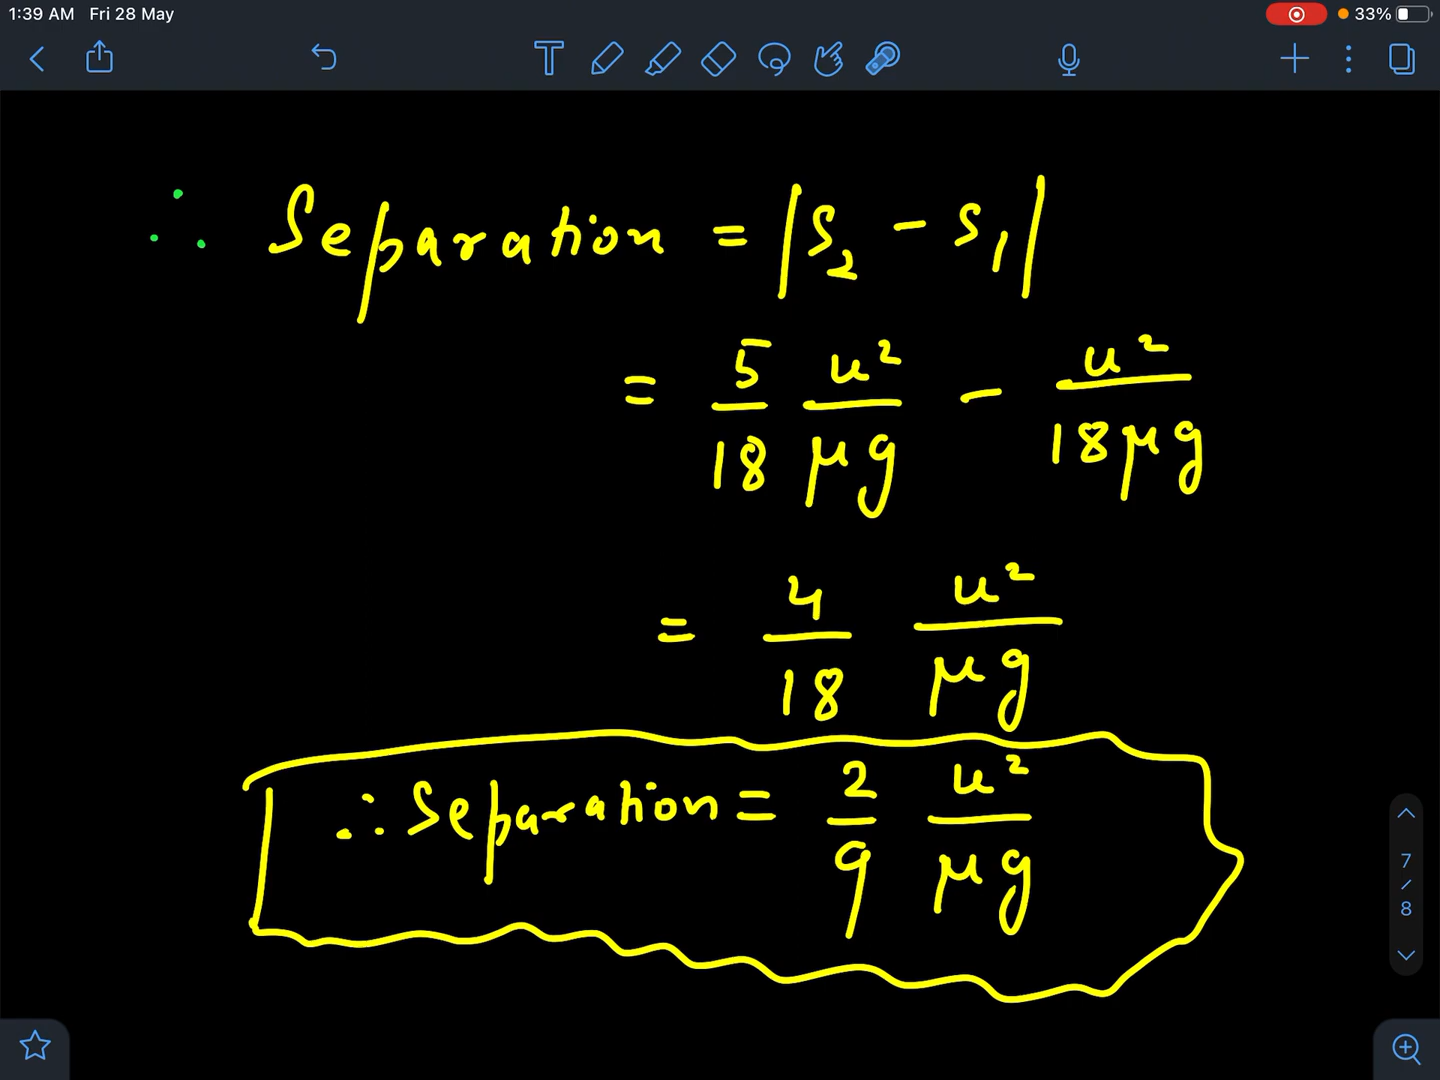 1:39 AM Fri 28 May 33%
T
∴ Separation = |S₂ - S₁|
= 5/18 u²/μg - u²/18μg
= 4/18 u²/μg
∴ Separation = 2/9 u²/μg
7
/
8